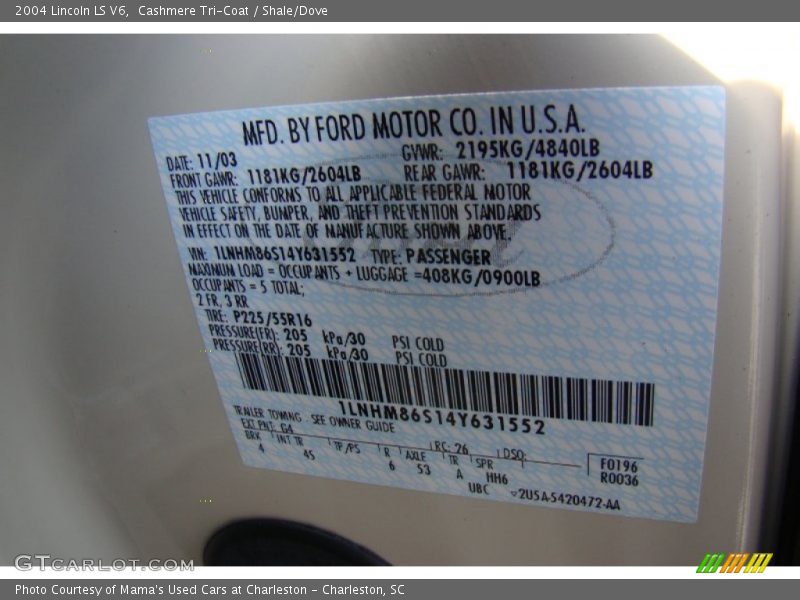 2004 Lincoln LS V6,  Cashmere Tri-Coat / Shale/Dove
MFD. BY FORD MOTOR CO. IN U.S.A.
DATE: 11/03 GVWR: 2195KG/4840LB
FRONT GAWR: 1181KG/2604LB REAR GAWR: 1181KG/2604LB
THIS VEHICLE CONFORMS TO ALL APPLICABLE FEDERAL MOTOR
VEHICLE SAFETY, BUMPER, AND THEFT PREVENTION STANDARDS
IN EFFECT ON THE DATE OF MANUFACTURE SHOWN ABOVE.
VIN: 1LNHM86S14Y631552 TYPE: PASSENGER
MAXIMUM LOAD = OCCUPANTS + LUGGAGE =408KG/0900LB
OCCUPANTS = 5 TOTAL;
2 FR, 3 RR
TIRE: P225/55R16
PRESSURE(FR): 205 kPa/30 PSI COLD
PRESSURE(RR): 205 kPa/30 PSI COLD
1LNHM86S14Y631552
TRAILER TOWING - SEE OWNER GUIDE
EXT PNT: G4 RC: 26 DSO:
BRK INT TR TP/PS R AXLE TR SPR F0196
4 45 6 53 A HH6 R0036
UBC 2U5A-5420472-AA
GTCarLot.com
Photo Courtesy of Mama's Used Cars at Charleston - Charleston, SC